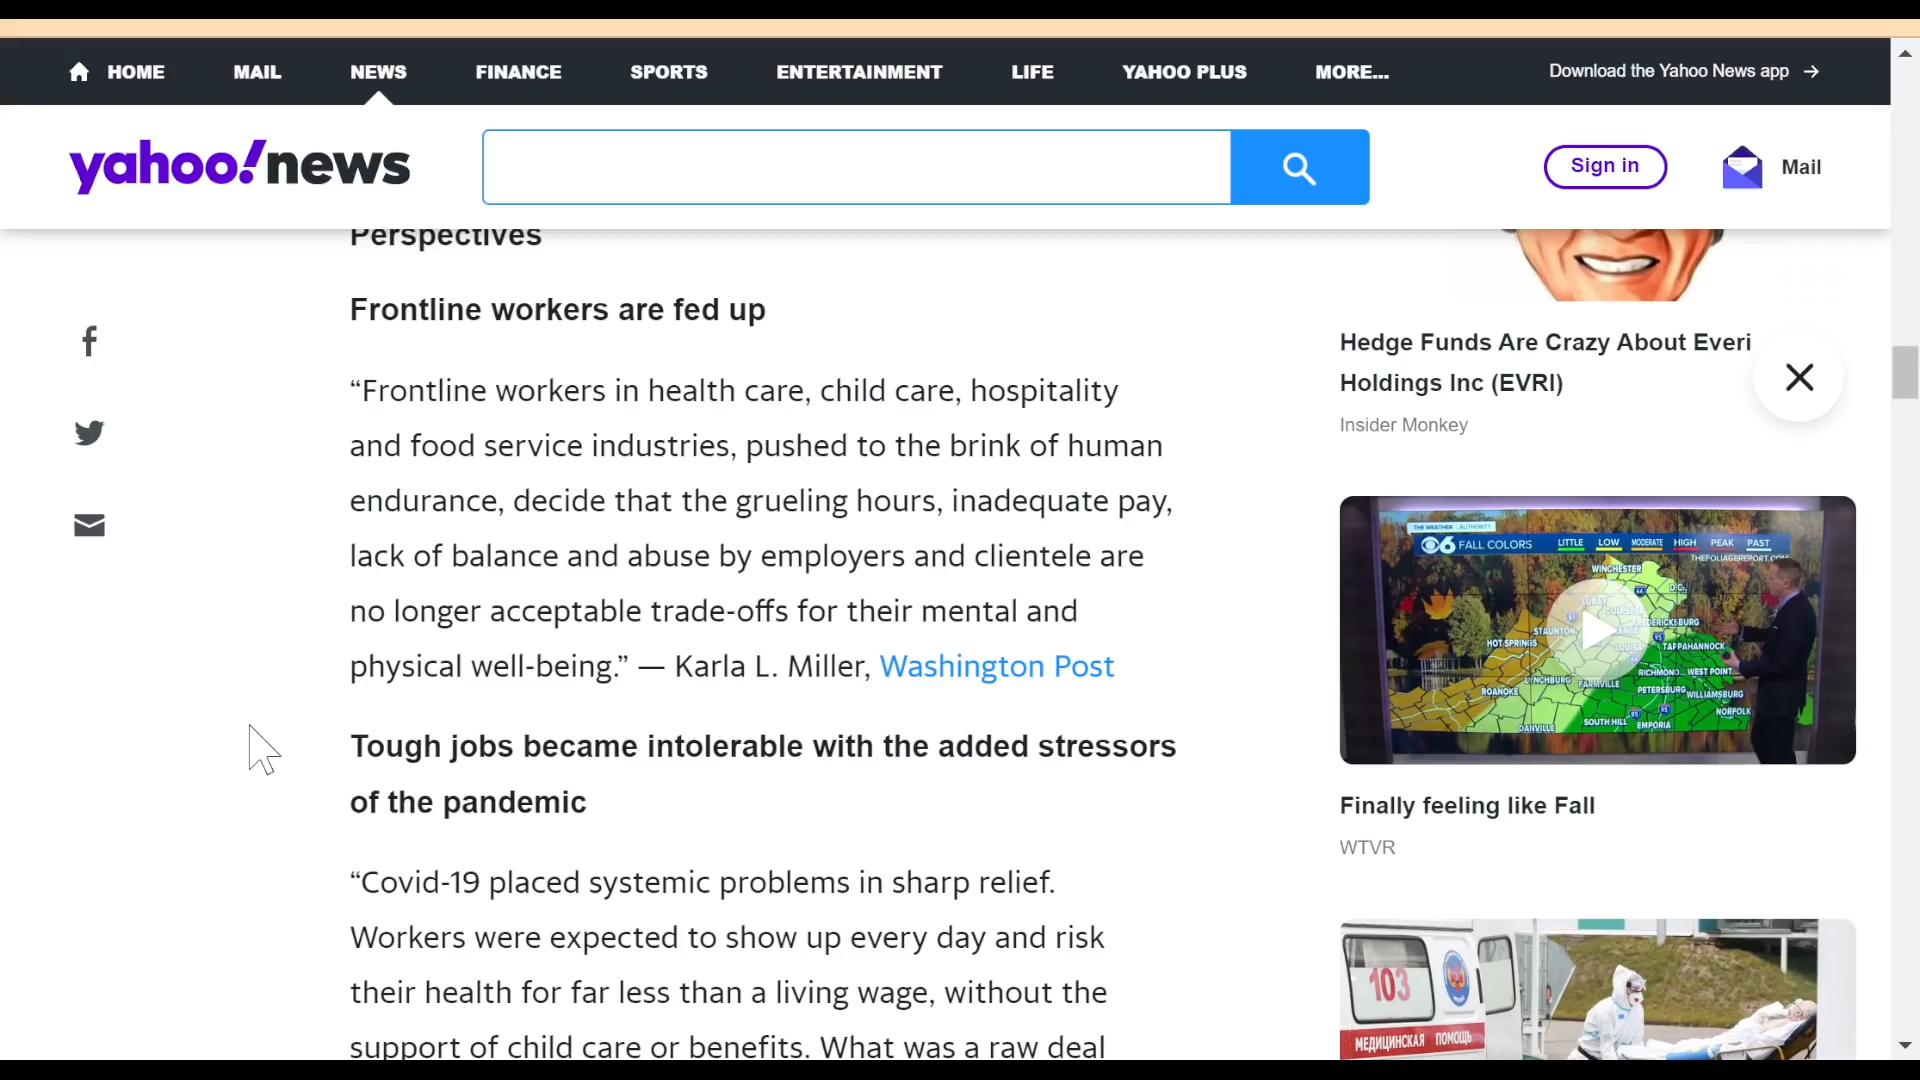 HOME MAIL NEWS FINANCE SPORTS ENTERTAINMENT LIFE YAHOO PLUS MORE... Download the Yahoo News app →
yahoo!news
Sign in
Mail
Perspectives
Frontline workers are fed up
“Frontline workers in health care, child care, hospitality
and food service industries, pushed to the brink of human
endurance, decide that the grueling hours, inadequate pay,
lack of balance and abuse by employers and clientele are
no longer acceptable trade-offs for their mental and
physical well-being.” — Karla L. Miller, Washington Post
Tough jobs became intolerable with the added stressors
of the pandemic
“Covid-19 placed systemic problems in sharp relief.
Workers were expected to show up every day and risk
their health for far less than a living wage, without the
support of child care or benefits. What was a raw deal
Hedge Funds Are Crazy About Everi
Holdings Inc (EVRI)
Insider Monkey
THE WEATHER AUTHORITY
6 FALL COLORS LITTLE LOW MODERATE HIGH PEAK PAST
THEFOLIAGEREPORT.COM
WINCHESTER
D.C.
LURAY
CULPEPER
FREDERICKSBURG
STAUNTON
HOT SPRINGS
LOUISA
TAPPAHANNOCK
RICHMOND
WEST POINT
LYNCHBURG
FARMVILLE
PETERSBURG
WILLIAMSBURG
ROANOKE
NORFOLK
SOUTH HILL
EMPORIA
DANVILLE
Finally feeling like Fall
WTVR
103
МЕДИЦИНСКАЯ ПОМОЩЬ